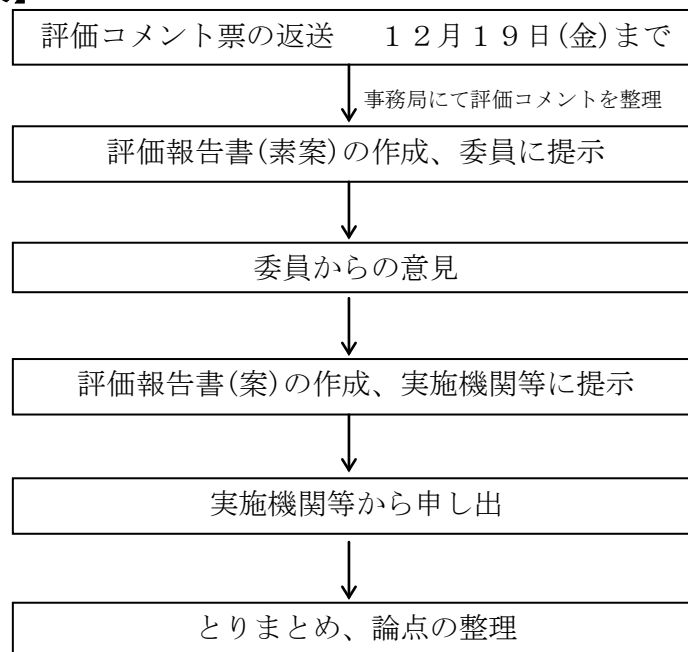 評価コメント票の返送　１２月１９日(金)まで
事務局にて評価コメントを整理
評価報告書(素案)の作成、委員に提示
委員からの意見
評価報告書(案)の作成、実施機関等に提示
実施機関等から申し出
とりまとめ、論点の整理